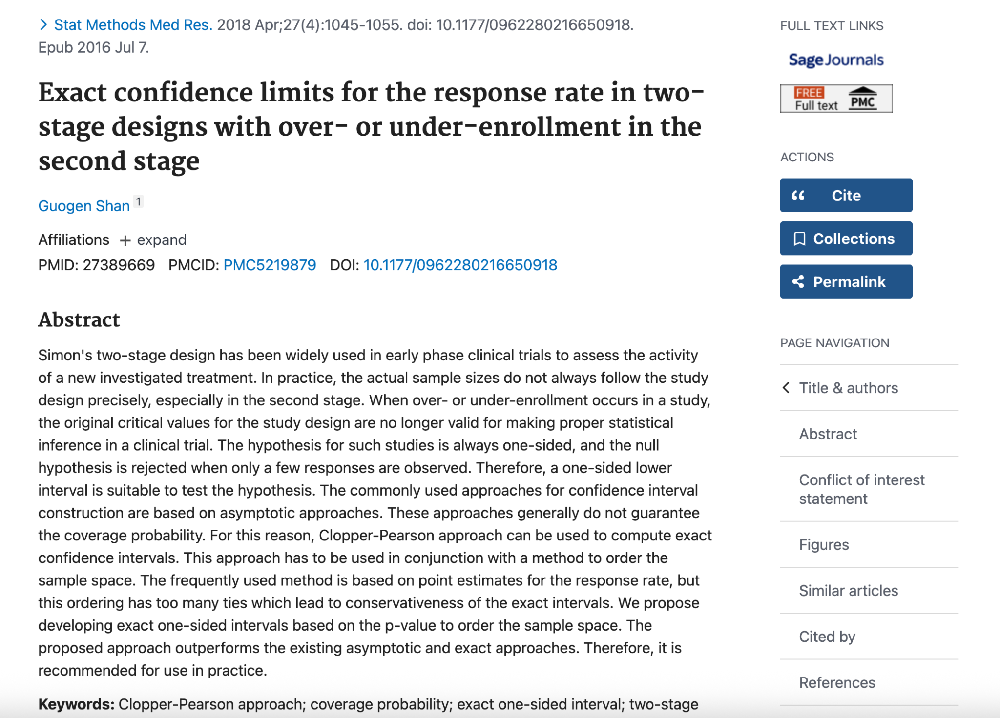 Stat Methods Med Res. 2018 Apr;27(4):1045-1055. doi: 10.1177/0962280216650918.
Epub 2016 Jul 7.
Exact confidence limits for the response rate in two-
stage designs with over- or under-enrollment in the
second stage
Guogen Shan 1
Affiliations + expand
PMID: 27389669 PMCID: PMC5219879 DOI: 10.1177/0962280216650918
Abstract
Simon's two-stage design has been widely used in early phase clinical trials to assess the activity
of a new investigated treatment. In practice, the actual sample sizes do not always follow the study
design precisely, especially in the second stage. When over- or under-enrollment occurs in a study,
the original critical values for the study design are no longer valid for making proper statistical
inference in a clinical trial. The hypothesis for such studies is always one-sided, and the null
hypothesis is rejected when only a few responses are observed. Therefore, a one-sided lower
interval is suitable to test the hypothesis. The commonly used approaches for confidence interval
construction are based on asymptotic approaches. These approaches generally do not guarantee
the coverage probability. For this reason, Clopper-Pearson approach can be used to compute exact
confidence intervals. This approach has to be used in conjunction with a method to order the
sample space. The frequently used method is based on point estimates for the response rate, but
this ordering has too many ties which lead to conservativeness of the exact intervals. We propose
developing exact one-sided intervals based on the p-value to order the sample space. The
proposed approach outperforms the existing asymptotic and exact approaches. Therefore, it is
recommended for use in practice.
Keywords: Clopper-Pearson approach; coverage probability; exact one-sided interval; two-stage
FULL TEXT LINKS
Sage Journals
FREE
Full text
PMC
ACTIONS
Cite
Collections
Permalink
PAGE NAVIGATION
Title & authors
Abstract
Conflict of interest
statement
Figures
Similar articles
Cited by
References